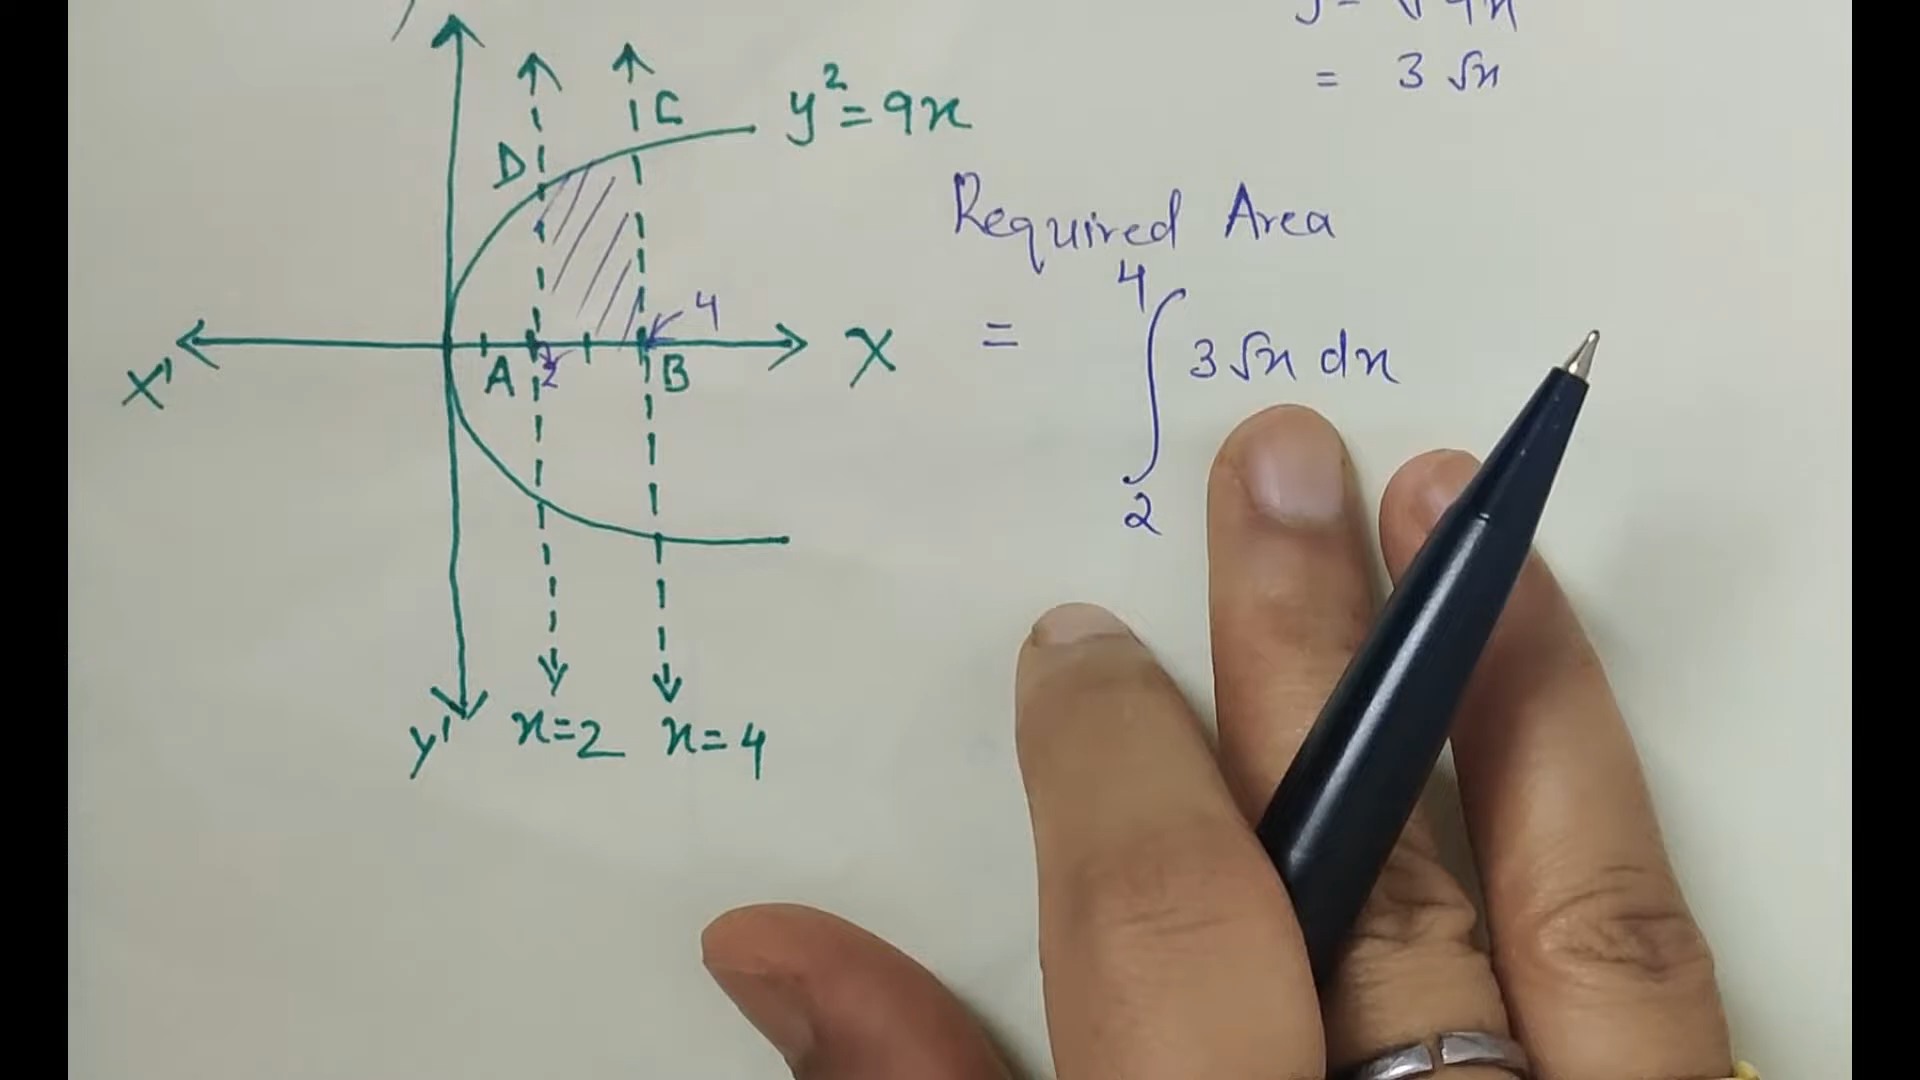 = 3 √x
C
y² = 9x
D
Required Area
4
4
= ∫ 3 √x dx
X' A 2 B X
2
y' x=2 x=4